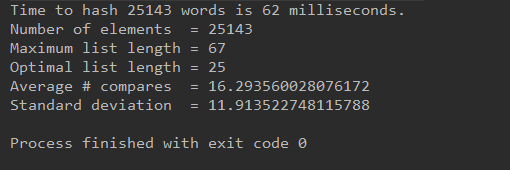 Time to hash 25143 words is 62 milliseconds.
Number of elements  = 25143
Maximum list length = 67
Optimal list length = 25
Average # compares  = 16.293560028076172
Standard deviation  = 11.913522748115788
Process finished with exit code 0